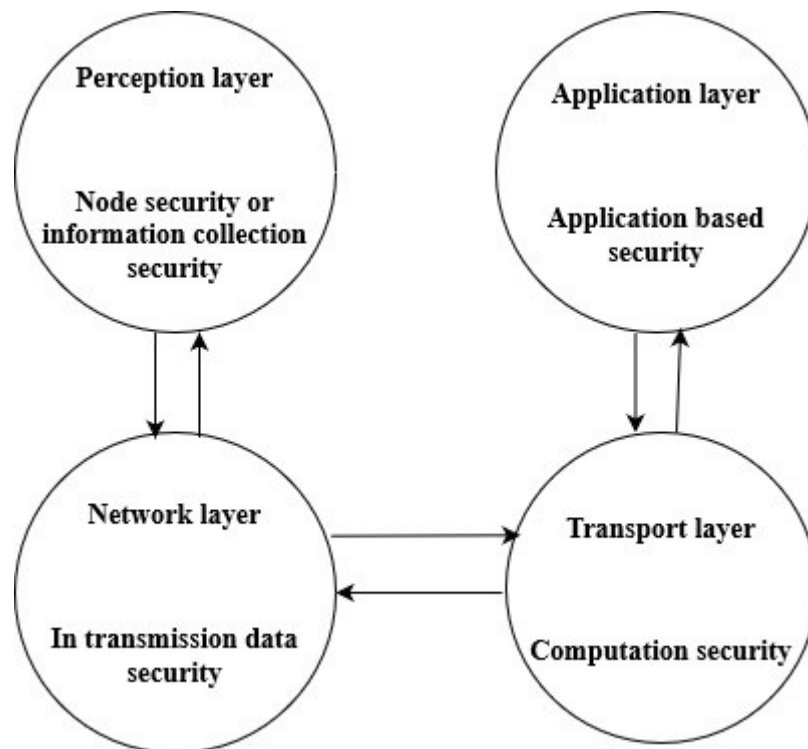 Perception layer
Node security or
information collection
security
Application layer
Application based
security
Network layer
In transmission data
security
Transport layer
Computation security